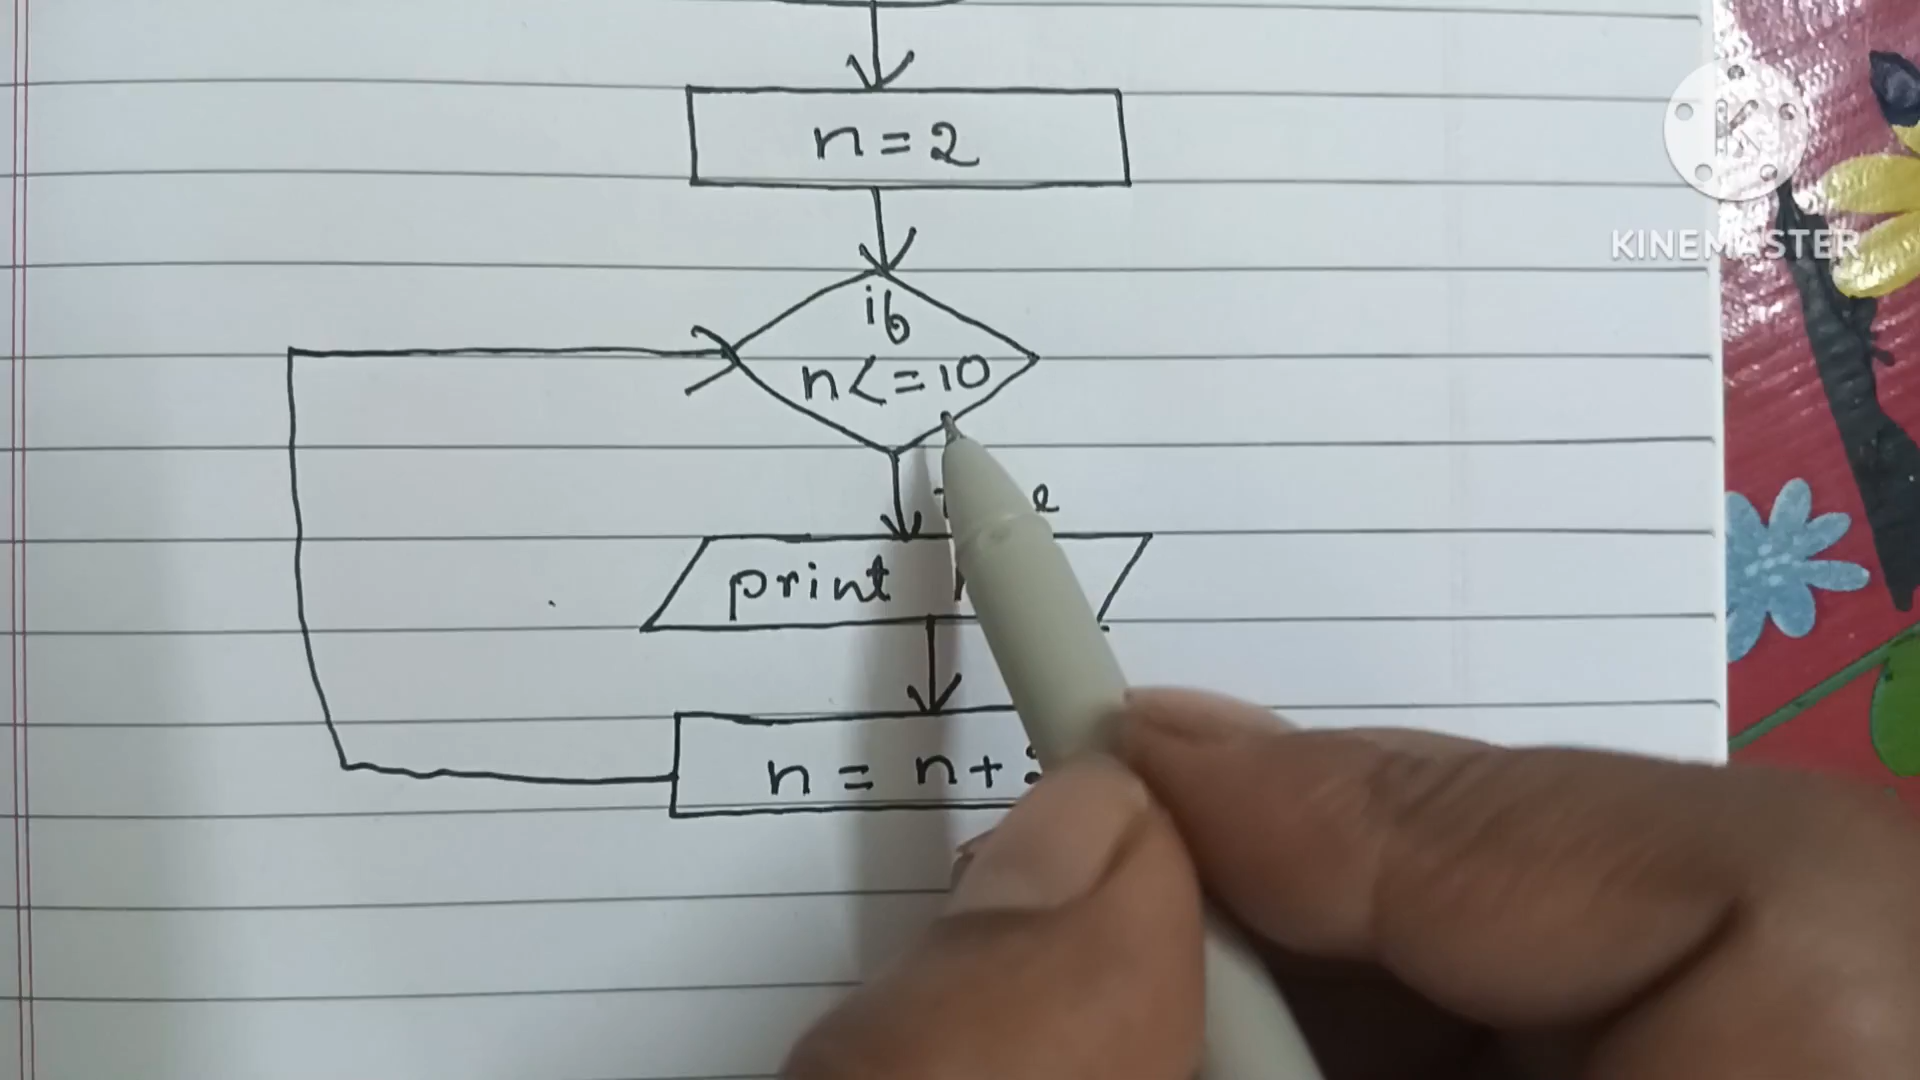 n=2
if
n<=10
print
n = n+
KINEMASTER